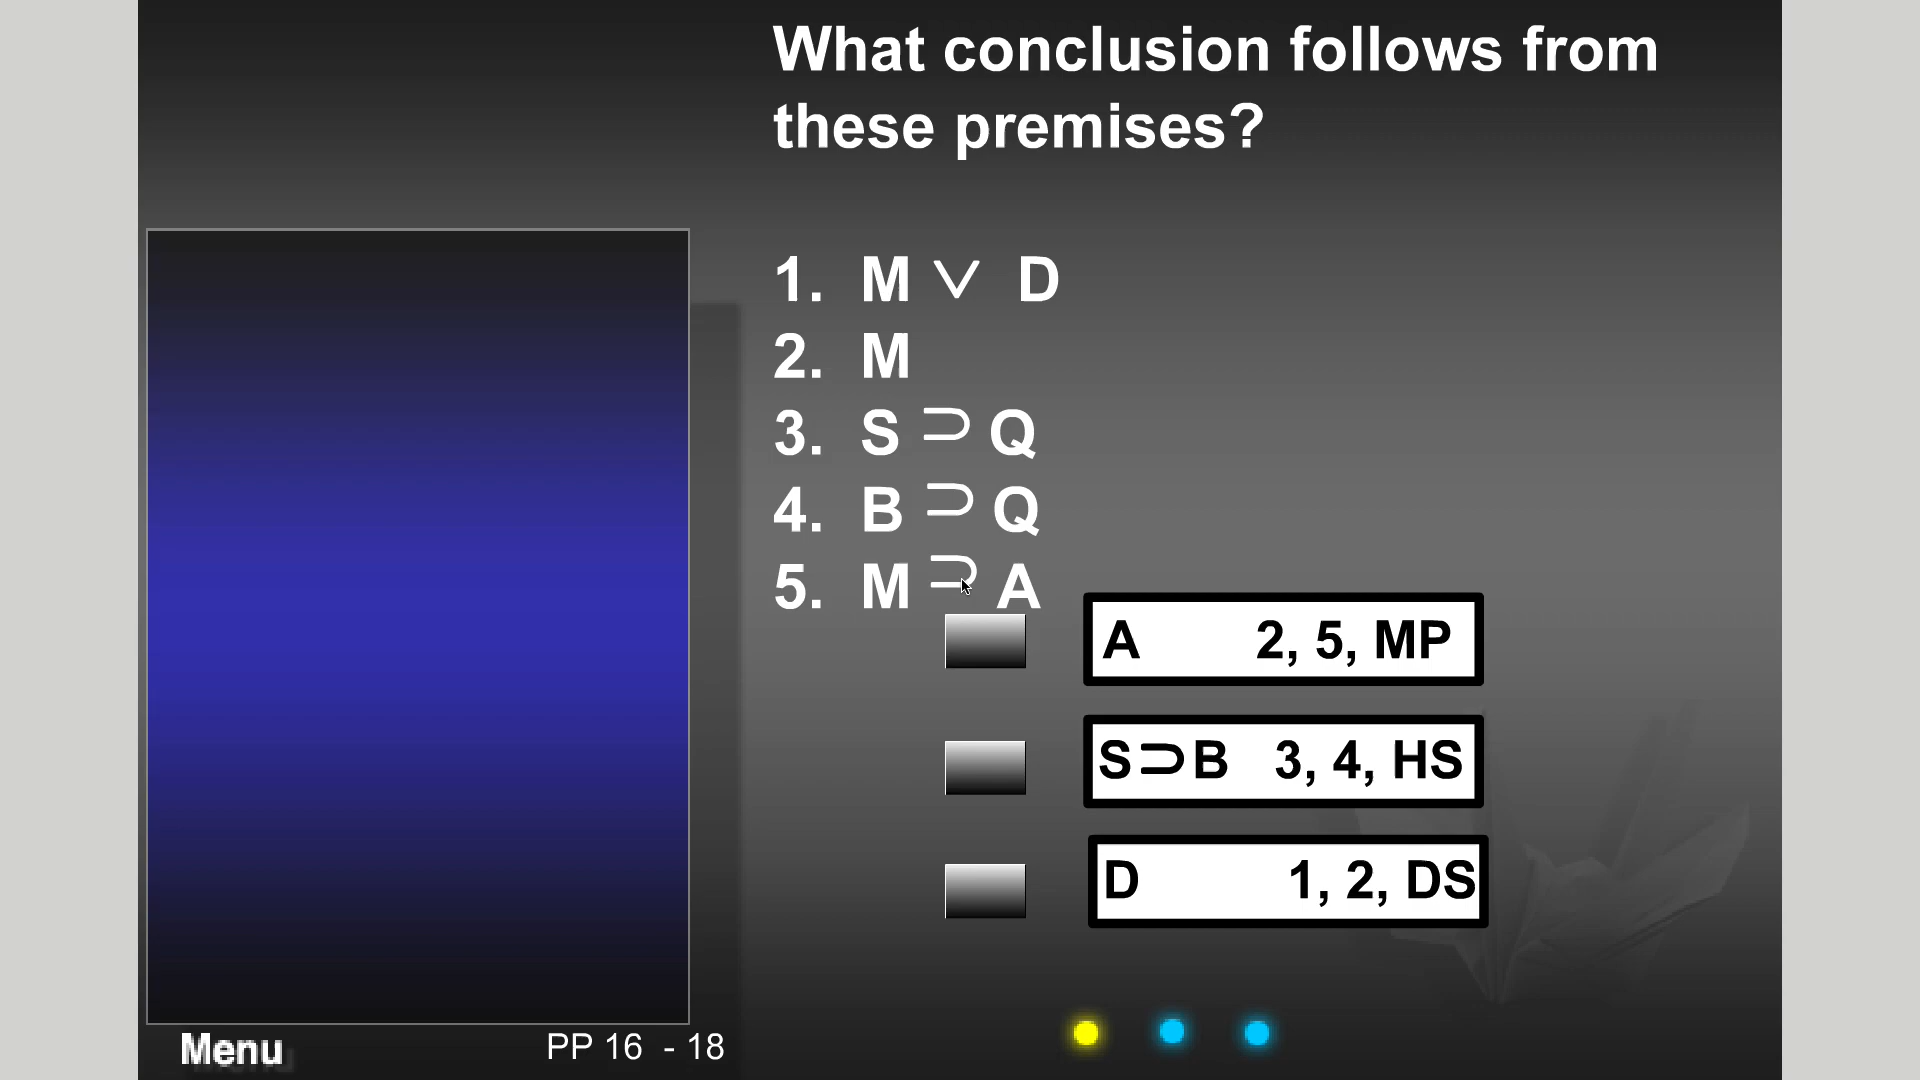 What conclusion follows from
these premises?
1. M ∨ D
2. M
3. S ⊃ Q
4. B ⊃ Q
5. M ⊃ A
A 2, 5, MP
S ⊃ B 3, 4, HS
D 1, 2, DS
Menu PP 16 - 18